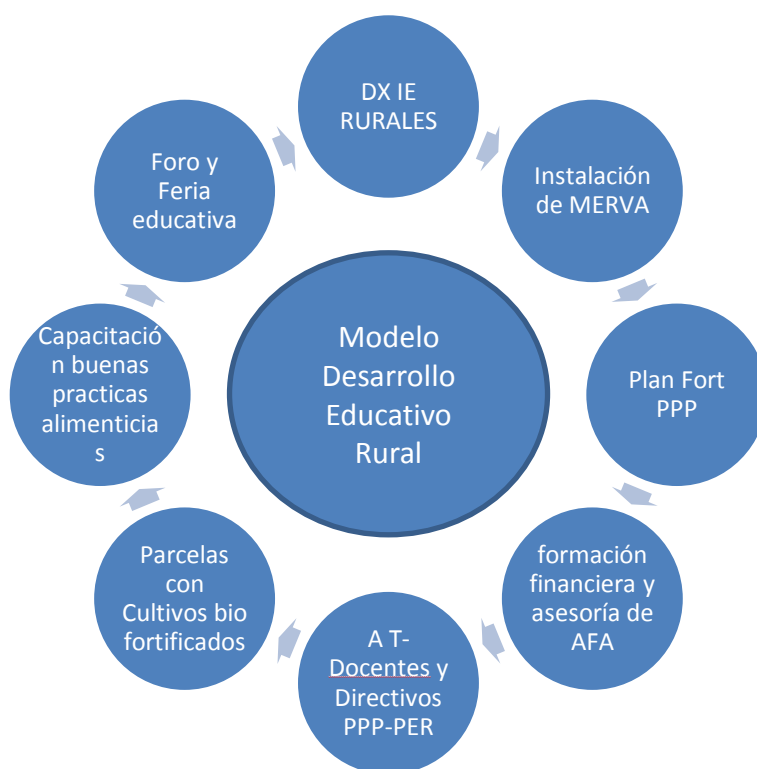 DX IE
RURALES
Instalación
de MERVA
Plan Fort
PPP
formación
financiera y
asesoría de
AFA
A T-
Docentes y
Directivos
PPP-PER
Parcelas
con
Cultivos bio
fortificados
Capacitació
n buenas
practicas
alimenticia
s
Foro y
Feria
educativa
Modelo
Desarrollo
Educativo
Rural